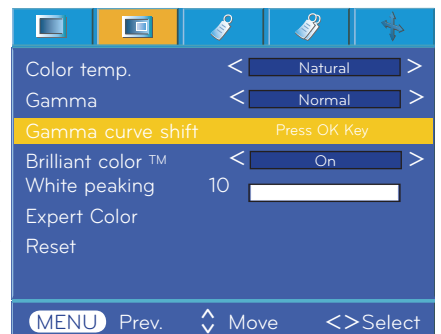 Color temp. < Natural >
Gamma < Normal >
Gamma curve shift Press OK Key
Brilliant color ™ < On >
White peaking 10
Expert Color
Reset
MENU Prev. Move <>Select